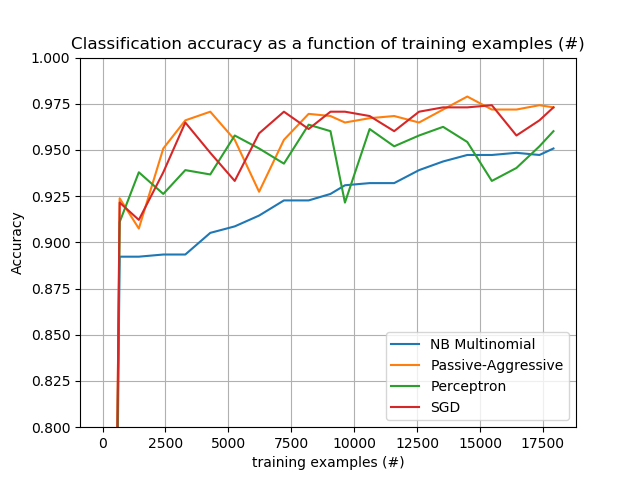 Classification accuracy as a function of training examples (#)
1.000
0.975
0.950
0.925
0.900
0.875
0.850
0.825
0.800
Accuracy
NB Multinomial
Passive-Aggressive
Perceptron
SGD
0 2500 5000 7500 10000 12500 15000 17500
training examples (#)